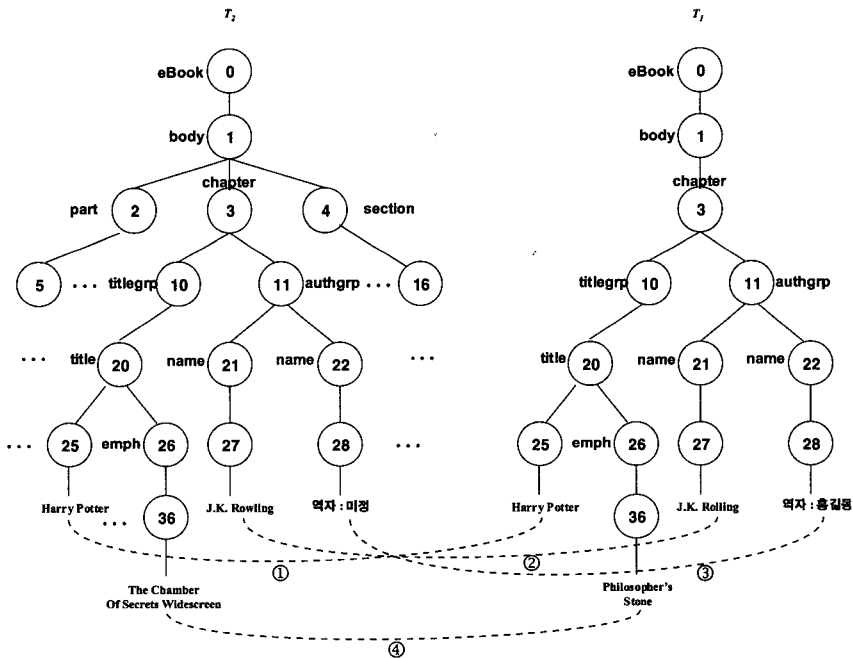 T2 T1
eBook 0 eBook 0
body 1 body 1
chapter chapter
part 2 3 4 section 3
5 ... titlegrp 10 11 authgrp ... 16 titlegrp 10 11 authgrp
... title 20 name 21 name 22 ... title 20 name 21 name 22
... 25 emph 26 27 28 ... 25 emph 26 27 28
Harry Potter ... J.K. Rowling 역자 : 미정 Harry Potter J.K. Rolling 역자 : 홍길동
36 36
① ② ③
The Chamber
Of Secrets Widescreen
Philosopher's
Stone
④